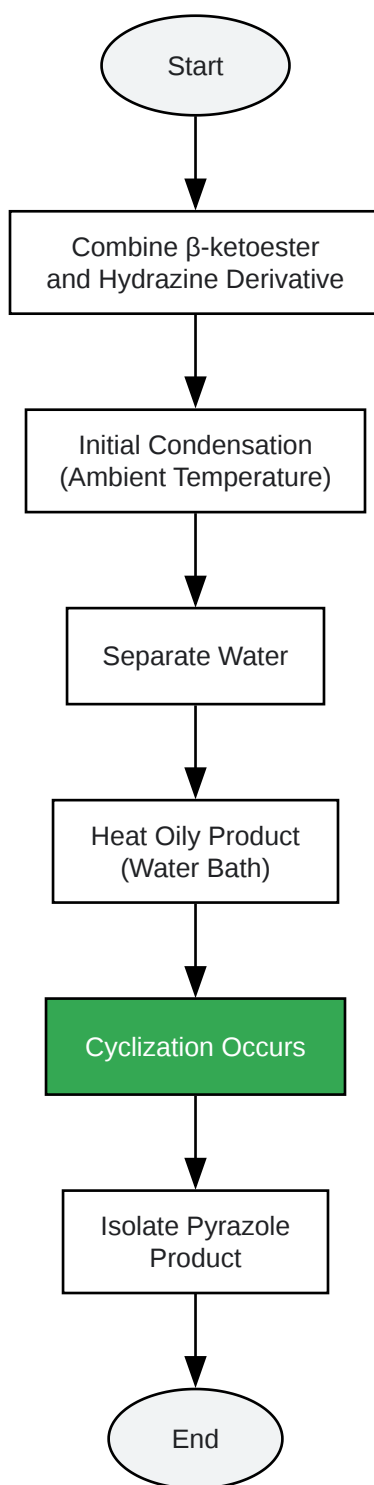 Start
Combine β-ketoester
and Hydrazine Derivative
Initial Condensation
(Ambient Temperature)
Separate Water
Heat Oily Product
(Water Bath)
Cyclization Occurs
Isolate Pyrazole
Product
End